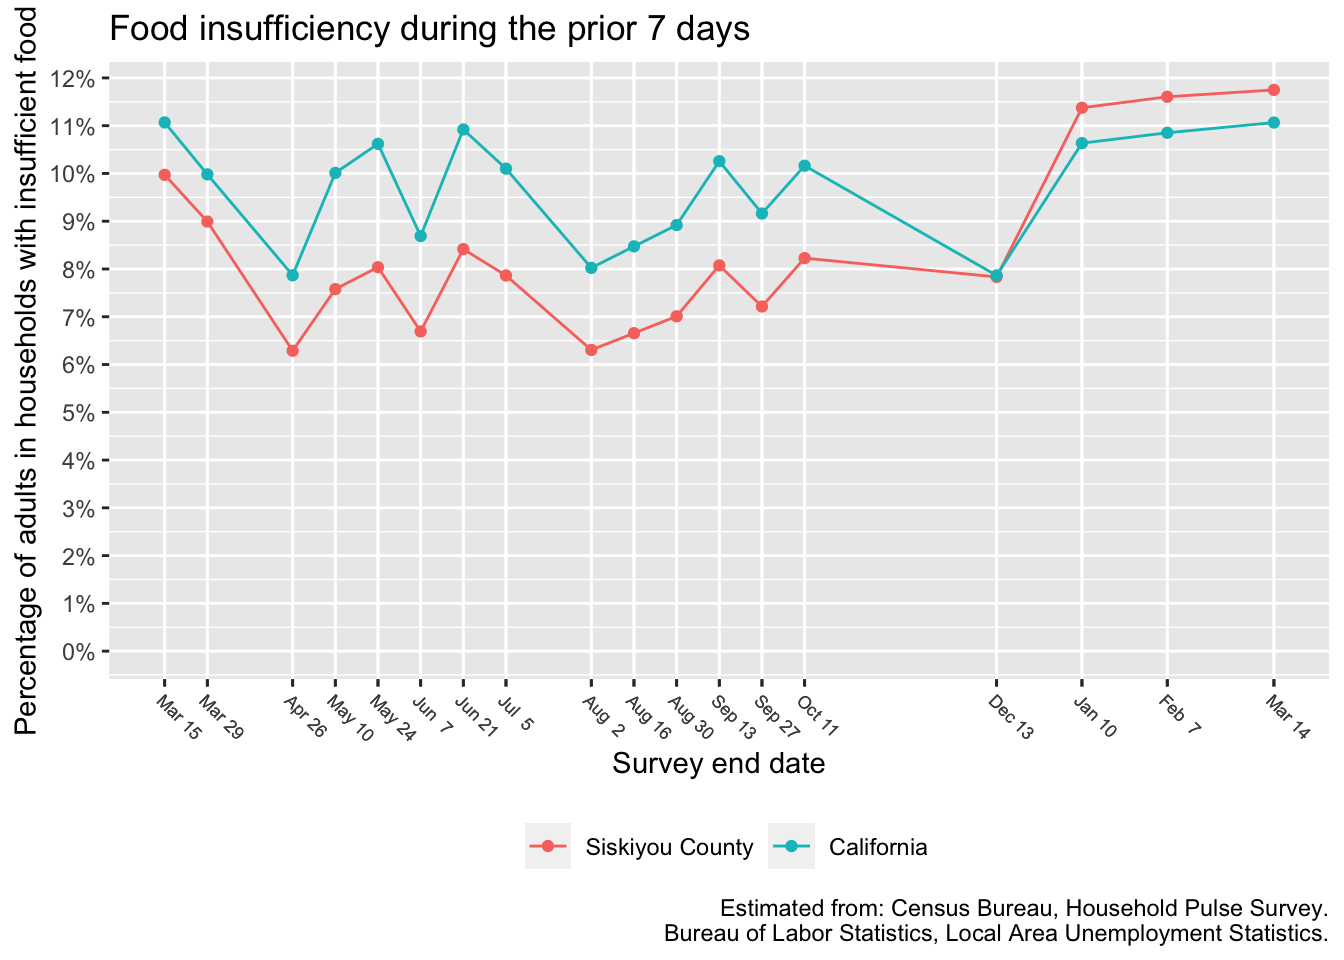 Food insufficiency during the prior 7 days
Percentage of adults in households with insufficient food
12%
11%
10%
9%
8%
7%
6%
5%
4%
3%
2%
1%
0%
Mar 15
Mar 29
Apr 26
May 10
May 24
Jun 7
Jun 21
Jul 5
Aug 2
Aug 16
Aug 30
Sep 13
Sep 27
Oct 11
Dec 13
Jan 10
Feb 7
Mar 14
Survey end date
Siskiyou County
California
Estimated from: Census Bureau, Household Pulse Survey.
Bureau of Labor Statistics, Local Area Unemployment Statistics.